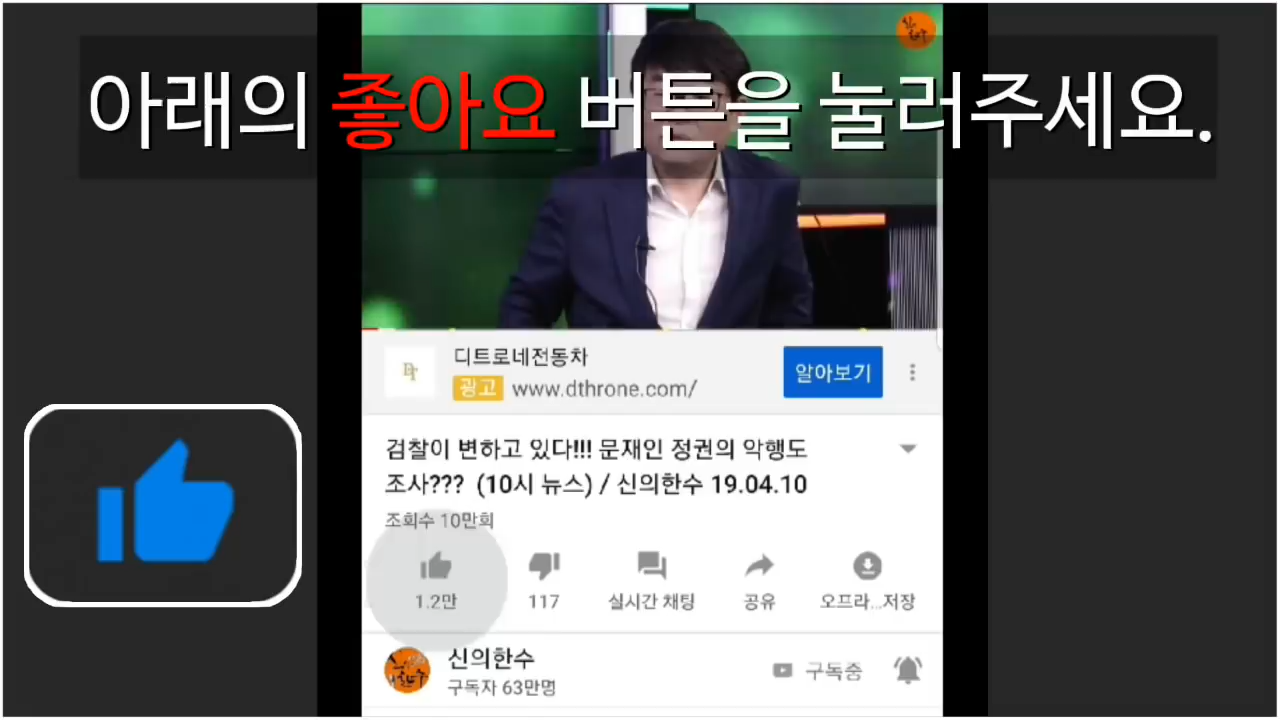 아래의 좋아요 버튼을 눌러주세요.
디트로네전동차
광고 www.dthrone.com/
알아보기
검찰이 변하고 있다!!! 문재인 정권의 악행도
조사??? (10시 뉴스) / 신의한수 19.04.10
조회수 10만회
1.2만 117 실시간 채팅 공유 오프라...저장
신의한수
구독자 63만명
구독중